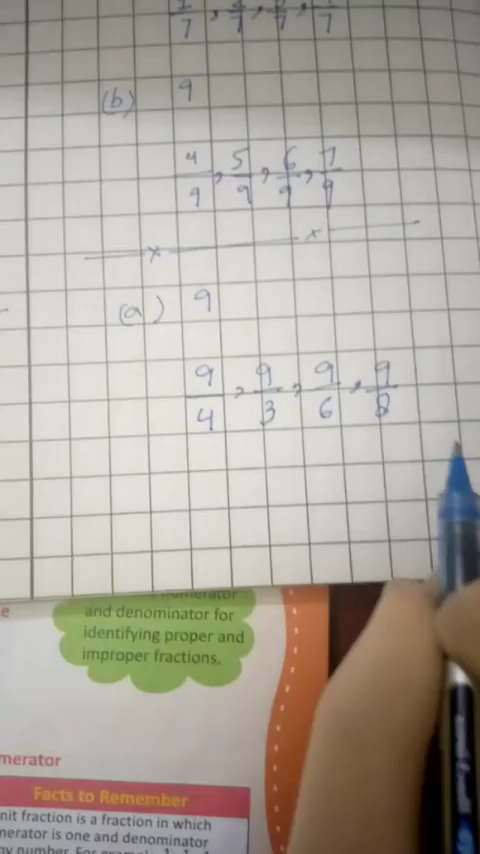 (b) 9
4/9, 5/9, 6/9, 7/9
x x
(a) 9
9/4, 9/3, 9/6, 9/8
numerator
and denominator for
identifying proper and
improper fractions.
merator
Facts to Remember
nit fraction is a fraction in which
nerator is one and denominator